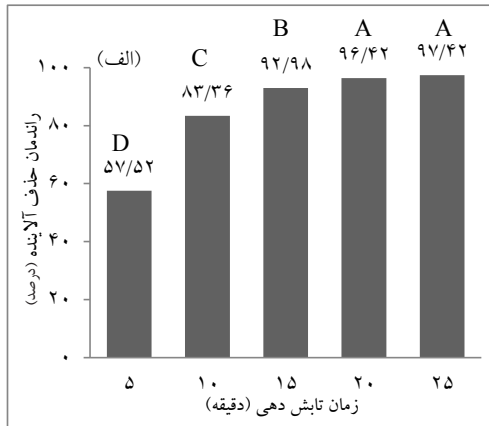 (الف)
D
۵۷/۵۲
C
۸۳/۳۶
B
۹۲/۹۸
A
۹۶/۴۲
A
۹۷/۴۲
راندمان حذف آلاینده (درصد)
۱۰۰
۸۰
۶۰
۴۰
۲۰
۰
۵ ۱۰ ۱۵ ۲۰ ۲۵
زمان تابش دهی (دقیقه)